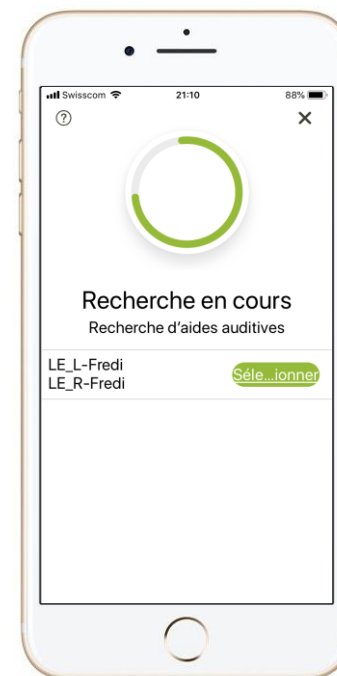 Swisscom 21:10 88%
?
Recherche en cours
Recherche d'aides auditives
LE_L-Fredi
LE_R-Fredi
Séle...ionner